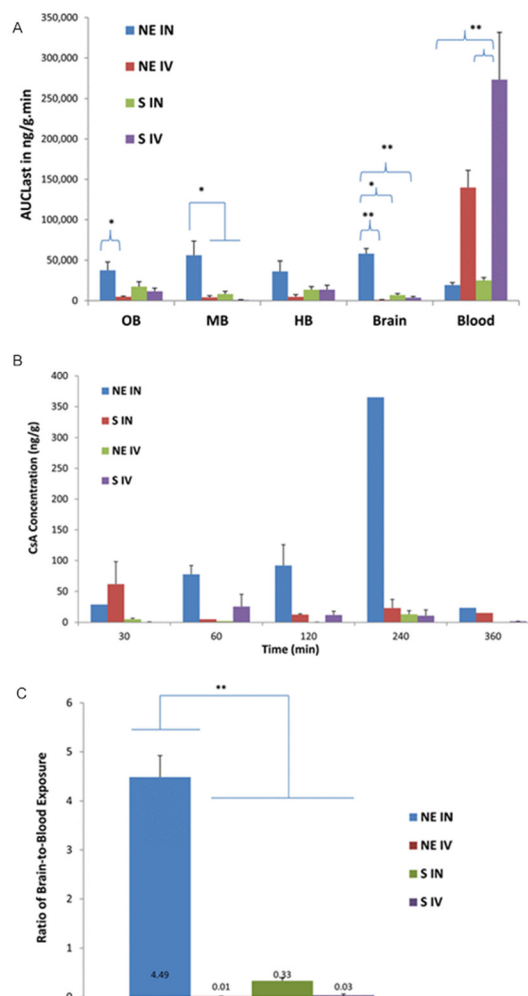 A
350,000
300,000
250,000
200,000
150,000
100,000
50,000
0
AUCLast in ng/g.min
NE IN
NE IV
S IN
S IV
*
*
**
*
**
**
OB MB HB Brain Blood
B
400
350
300
250
200
150
100
50
0
CsA Concentration (ng/g)
NE IN
S IN
NE IV
S IV
30 60 120 240 360
Time (min)
C
6
5
4
3
2
1
0
Ratio of Brain-to-Blood Exposure
**
4.49
0.01
0.33
0.03
NE IN
NE IV
S IN
S IV